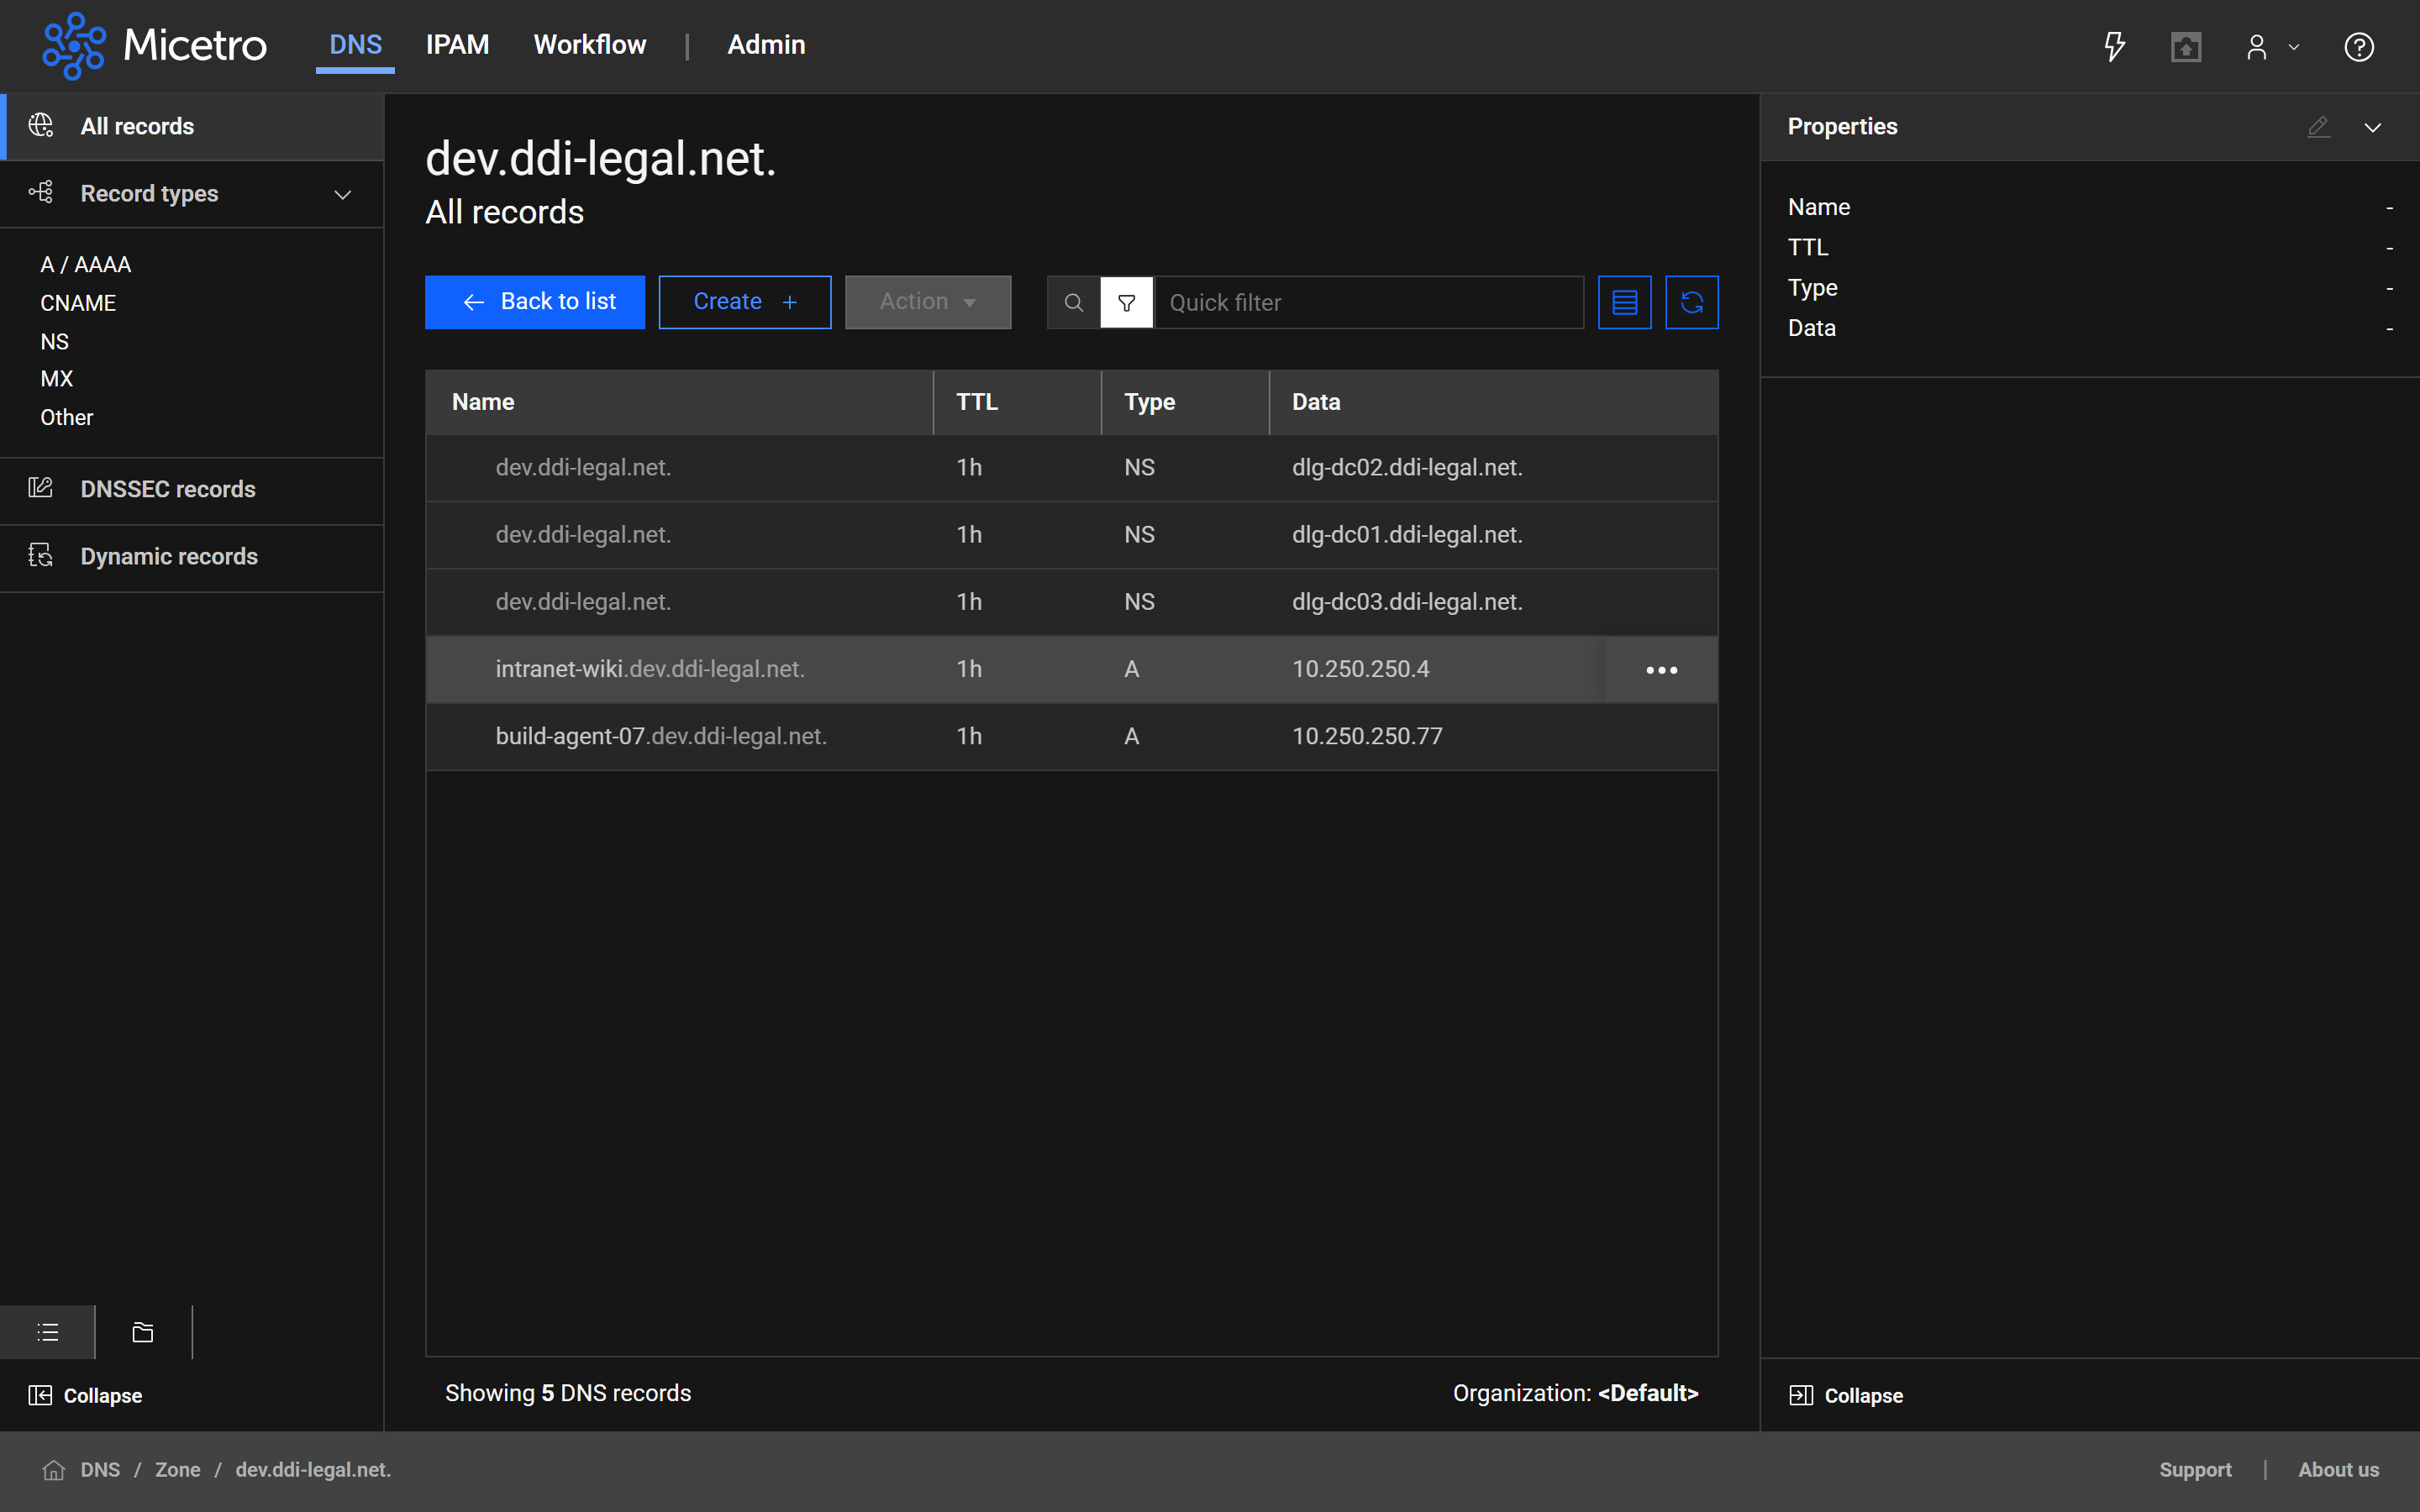 Micetro DNS IPAM Workflow | Admin
All records
Record types
A / AAAA
CNAME
NS
MX
Other
DNSSEC records
Dynamic records
Collapse
dev.ddi-legal.net.
All records
Back to list Create + Action Quick filter
Name TTL Type Data
dev.ddi-legal.net. 1h NS dlg-dc02.ddi-legal.net.
dev.ddi-legal.net. 1h NS dlg-dc01.ddi-legal.net.
dev.ddi-legal.net. 1h NS dlg-dc03.ddi-legal.net.
intranet-wiki.dev.ddi-legal.net. 1h A 10.250.250.4
build-agent-07.dev.ddi-legal.net. 1h A 10.250.250.77
Showing 5 DNS records Organization: <Default>
Properties
Name -
TTL -
Type -
Data -
Collapse
DNS / Zone / dev.ddi-legal.net. Support | About us